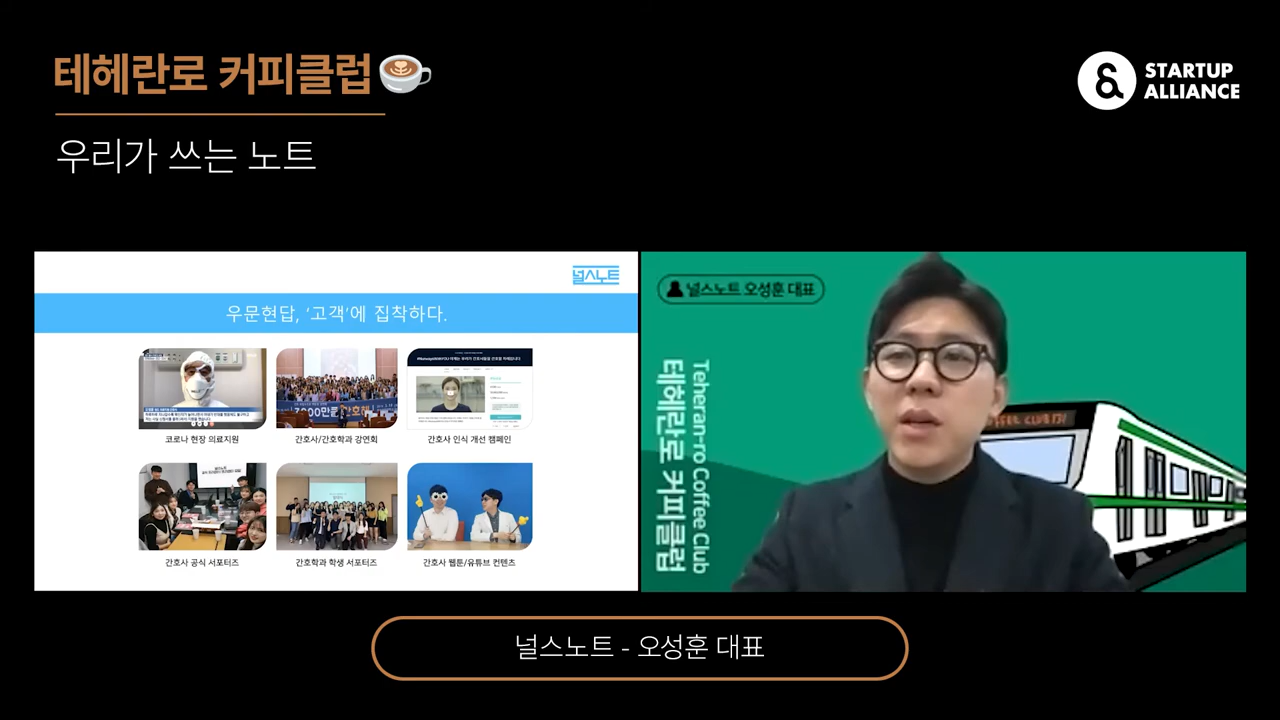 테헤란로 커피클럽
STARTUP
ALLIANCE
우리가 쓰는 노트
널스노트
우문현답, ‘고객’에 집착하다.
코로나 현장 의료지원
간호사/간호학과 강연회
간호사 인식 개선 캠페인
간호사 공식 서포터즈
간호학과 학생 서포터즈
간호사 웹툰/유튜브 컨텐츠
널스노트 오성훈 대표
Teheran-ro Coffee Club
테헤란로 커피클럽
널스노트 - 오성훈 대표